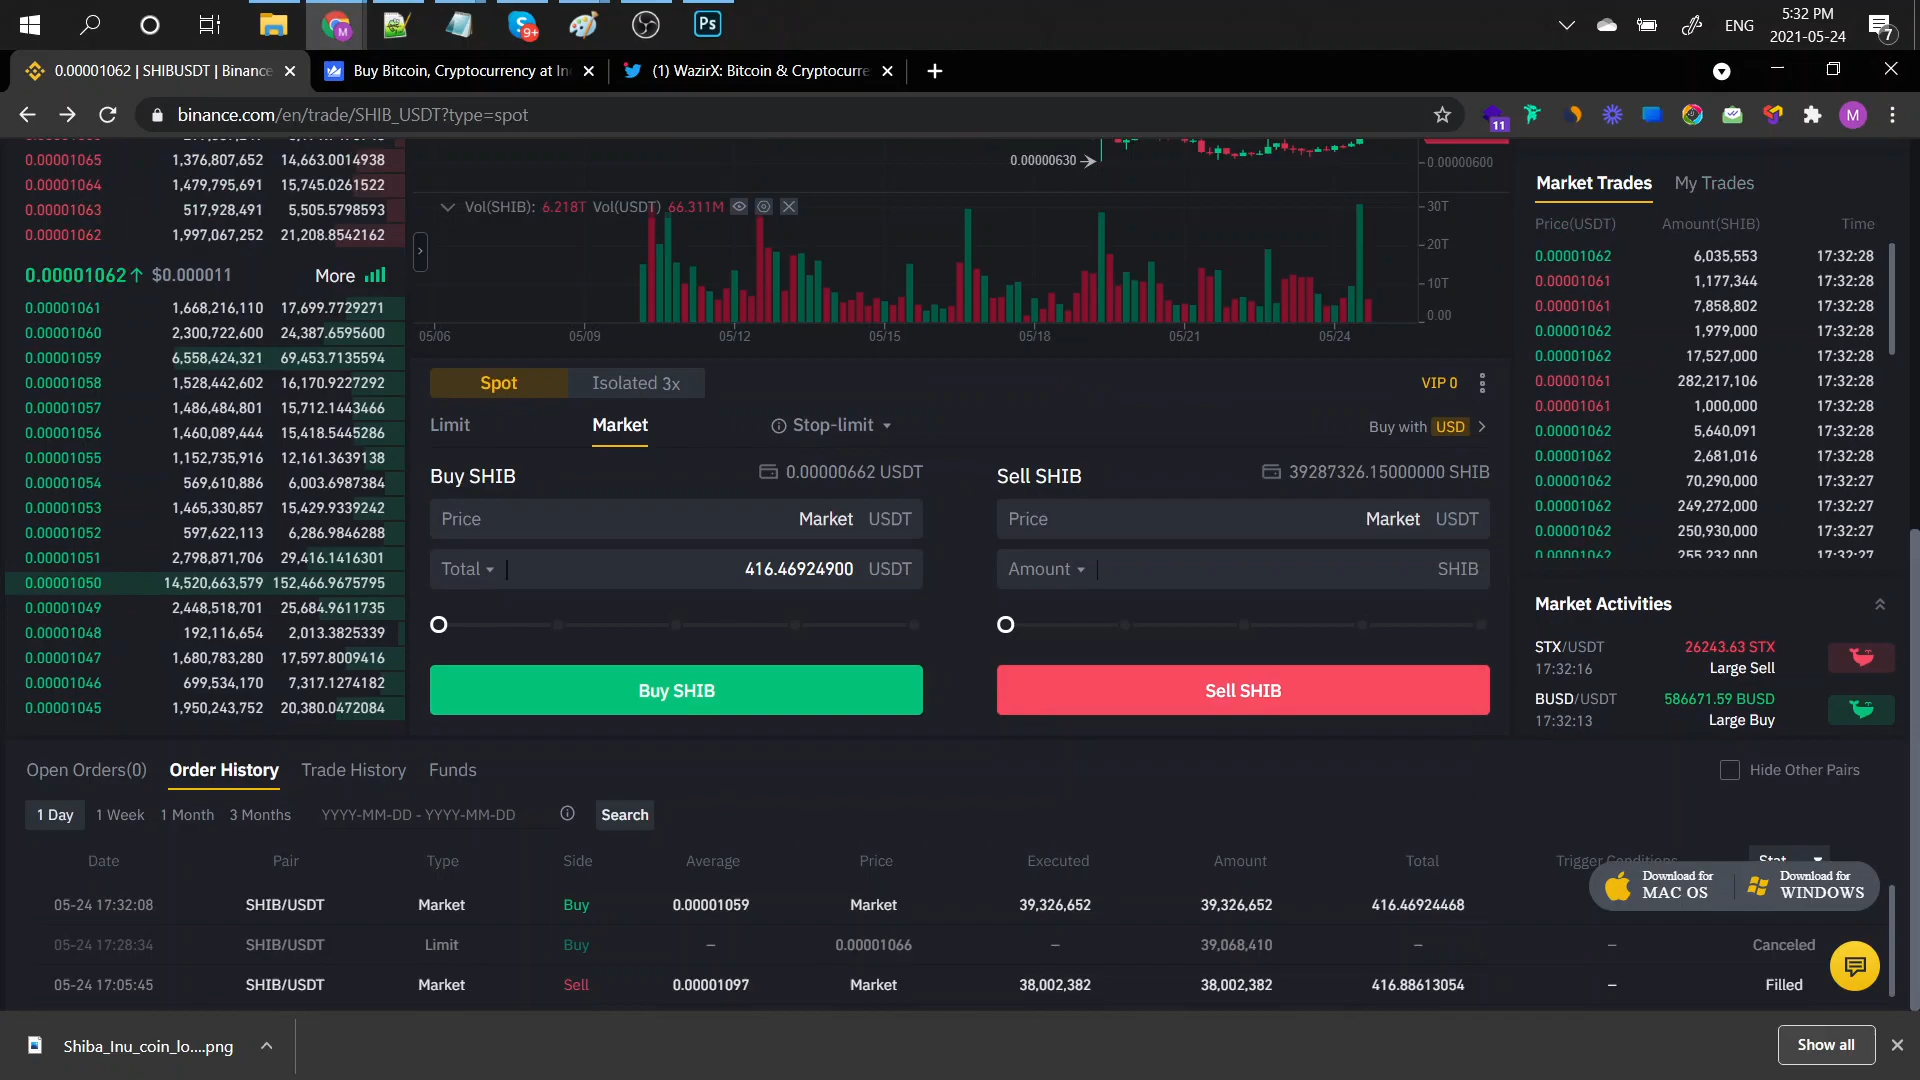 9+
Ps
ENG
5:32 PM
2021-05-24
7
0.00001062 | SHIBUSDT | Binance
Buy Bitcoin, Cryptocurrency at In
(1) WazirX: Bitcoin & Cryptocurre
binance.com/en/trade/SHIB_USDT?type=spot
11
M
0.00001065 1,376,807,652 14,663.0014938
0.00001064 1,479,795,691 15,745.0261522
0.00001063 517,928,491 5,505.5798593
0.00001062 1,997,067,252 21,208.8542162
0.00001062↑ $0.000011 More
0.00001061 1,668,216,110 17,699.7729271
0.00001060 2,300,722,600 24,387.6595600
0.00001059 6,558,424,321 69,453.7135594
0.00001058 1,528,442,602 16,170.9227292
0.00001057 1,486,484,801 15,712.1443466
0.00001056 1,460,089,444 15,418.5445286
0.00001055 1,152,735,916 12,161.3639138
0.00001054 569,610,886 6,003.6987384
0.00001053 1,465,330,857 15,429.9339242
0.00001052 597,622,113 6,286.9846288
0.00001051 2,798,871,706 29,416.1416301
0.00001050 14,520,663,579 152,466.9675795
0.00001049 2,448,518,701 25,684.9611735
0.00001048 192,116,654 2,013.3825339
0.00001047 1,680,783,280 17,597.8009416
0.00001046 699,534,170 7,317.1274182
0.00001045 1,950,243,752 20,380.0472084
0.00000630
0.00000600
Vol(SHIB): 6.218T Vol(USDT) 66.311M
30T
20T
10T
0.00
05/06 05/09 05/12 05/15 05/18 05/21 05/24
Spot Isolated 3x VIP 0
Limit Market Stop-limit Buy with USD
Buy SHIB 0.00000662 USDT
Price Market USDT
Total 416.46924900 USDT
Buy SHIB
Sell SHIB 39287326.15000000 SHIB
Price Market USDT
Amount SHIB
Sell SHIB
Market Trades My Trades
Price(USDT) Amount(SHIB) Time
0.00001062 6,035,553 17:32:28
0.00001061 1,177,344 17:32:28
0.00001061 7,858,802 17:32:28
0.00001062 1,979,000 17:32:28
0.00001062 17,527,000 17:32:28
0.00001061 282,217,106 17:32:28
0.00001061 1,000,000 17:32:28
0.00001062 5,640,091 17:32:28
0.00001062 2,681,016 17:32:28
0.00001062 70,290,000 17:32:27
0.00001062 249,272,000 17:32:27
0.00001062 250,930,000 17:32:27
0.00001062 255,232,000 17:32:27
Market Activities
STX/USDT 26243.63 STX
17:32:16 Large Sell
BUSD/USDT 586671.59 BUSD
17:32:13 Large Buy
Open Orders(0) Order History Trade History Funds Hide Other Pairs
1 Day 1 Week 1 Month 3 Months YYYY-MM-DD - YYYY-MM-DD Search
Date Pair Type Side Average Price Executed Amount Total Trigger Conditions
05-24 17:32:08 SHIB/USDT Market Buy 0.00001059 Market 39,326,652 39,326,652 416.46924468
05-24 17:28:34 SHIB/USDT Limit Buy – 0.00001066 – 39,068,410 – – Canceled
05-24 17:05:45 SHIB/USDT Market Sell 0.00001097 Market 38,002,382 38,002,382 416.88613054 – Filled
Download for
MAC OS
Download for
WINDOWS
Shiba_Inu_coin_lo....png
Show all